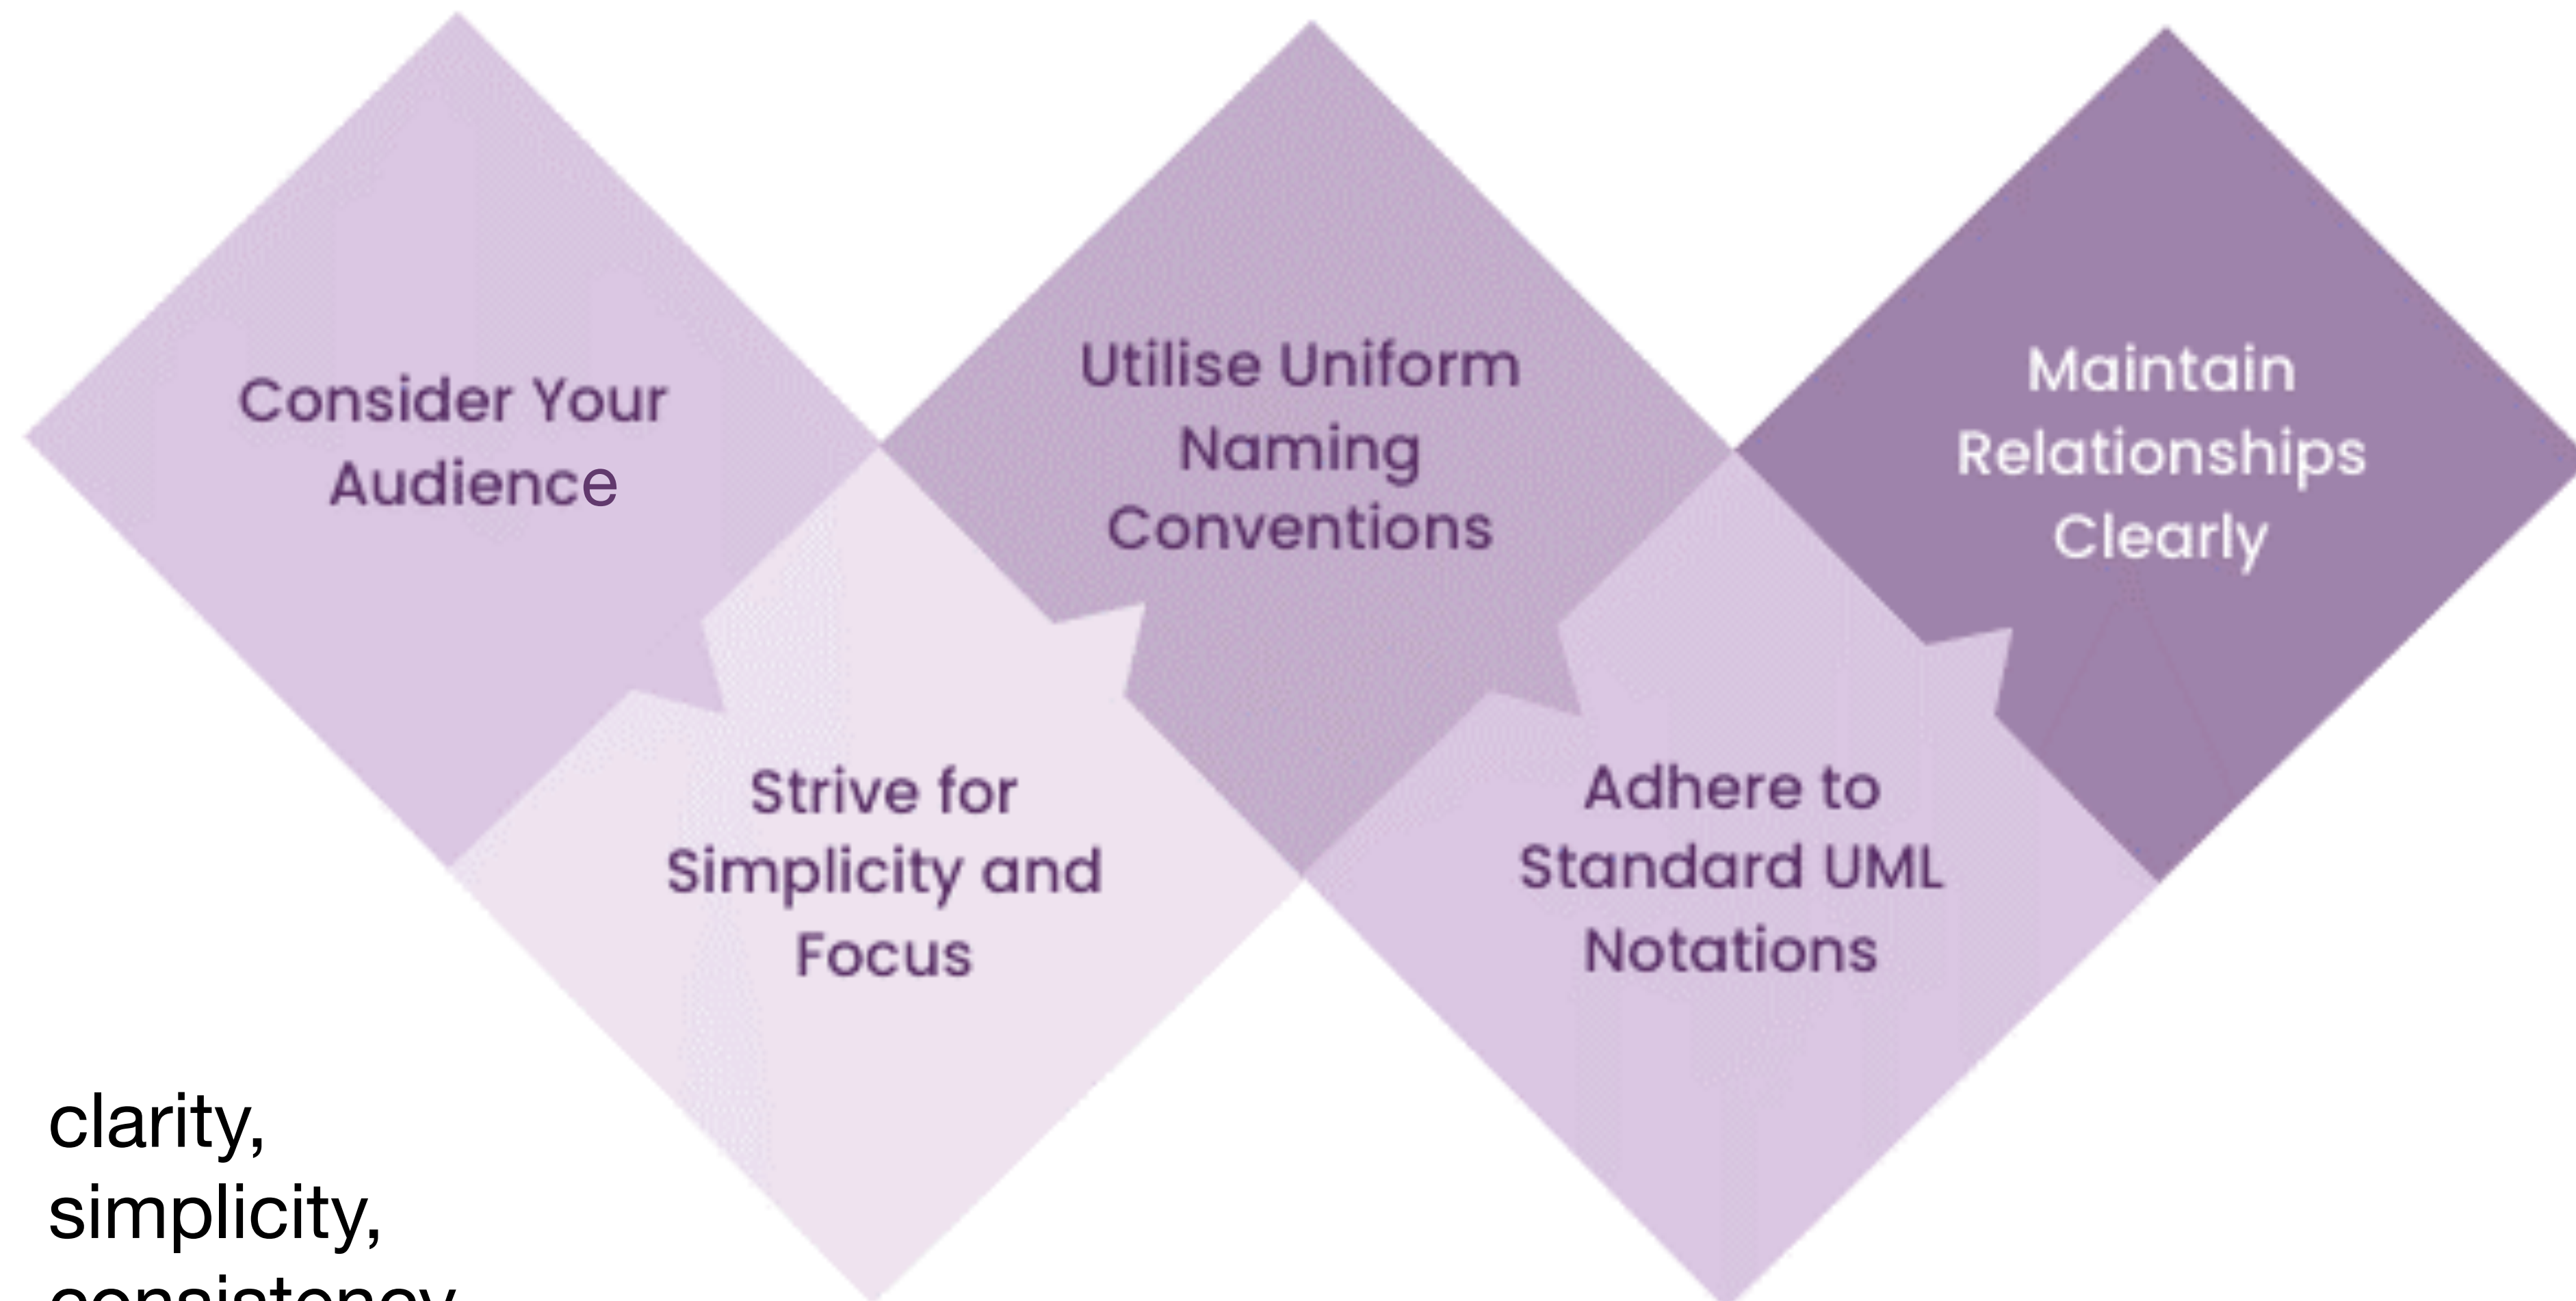 Consider Your
Audience
Strive for
Simplicity and
Focus
Utilise Uniform
Naming
Conventions
Adhere to
Standard UML
Notations
Maintain
Relationships
Clearly
clarity,
simplicity,
consistency